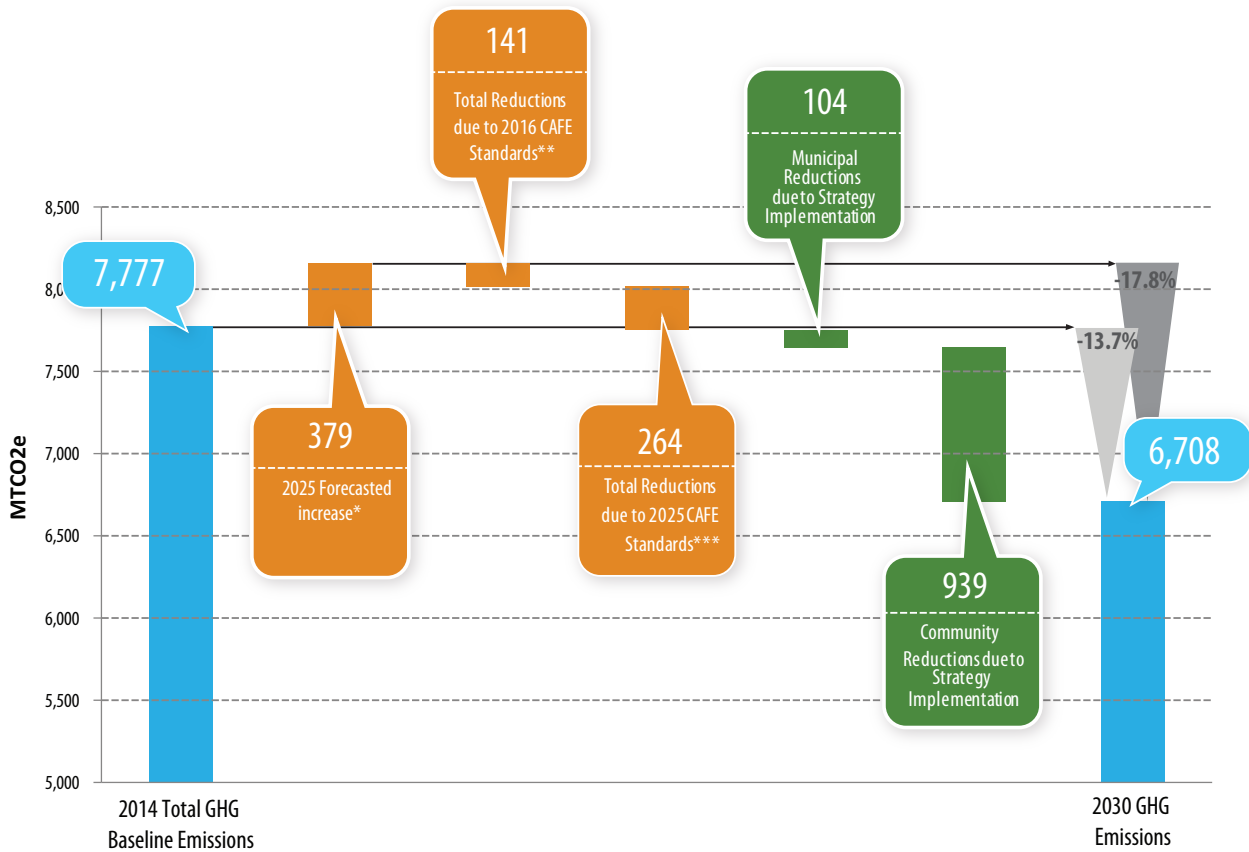 141
Total Reductions
due to 2016 CAFE
Standards**
104
Municipal
Reductions
due to Strategy
Implementation
8,500
7,777
8,0
-17.8%
-13.7%
7,500
379
2025 Forecasted
increase*
264
Total Reductions
due to 2025 CAFE
Standards***
7,000
6,708
MTCO2e
6,500
939
Community
Reductions due to
Strategy
Implementation
6,000
5,500
5,000
2014 Total GHG
Baseline Emissions
2030 GHG
Emissions